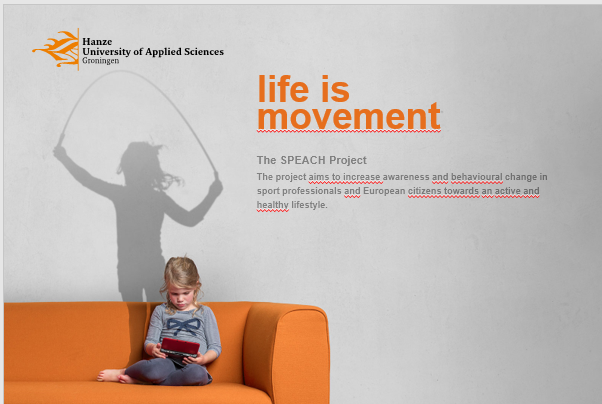 Hanze
University of Applied Sciences
Groningen
life is
movement
The SPEACH Project
The project aims to increase awareness and behavioural change in
sport professionals and European citizens towards an active and
healthy lifestyle.